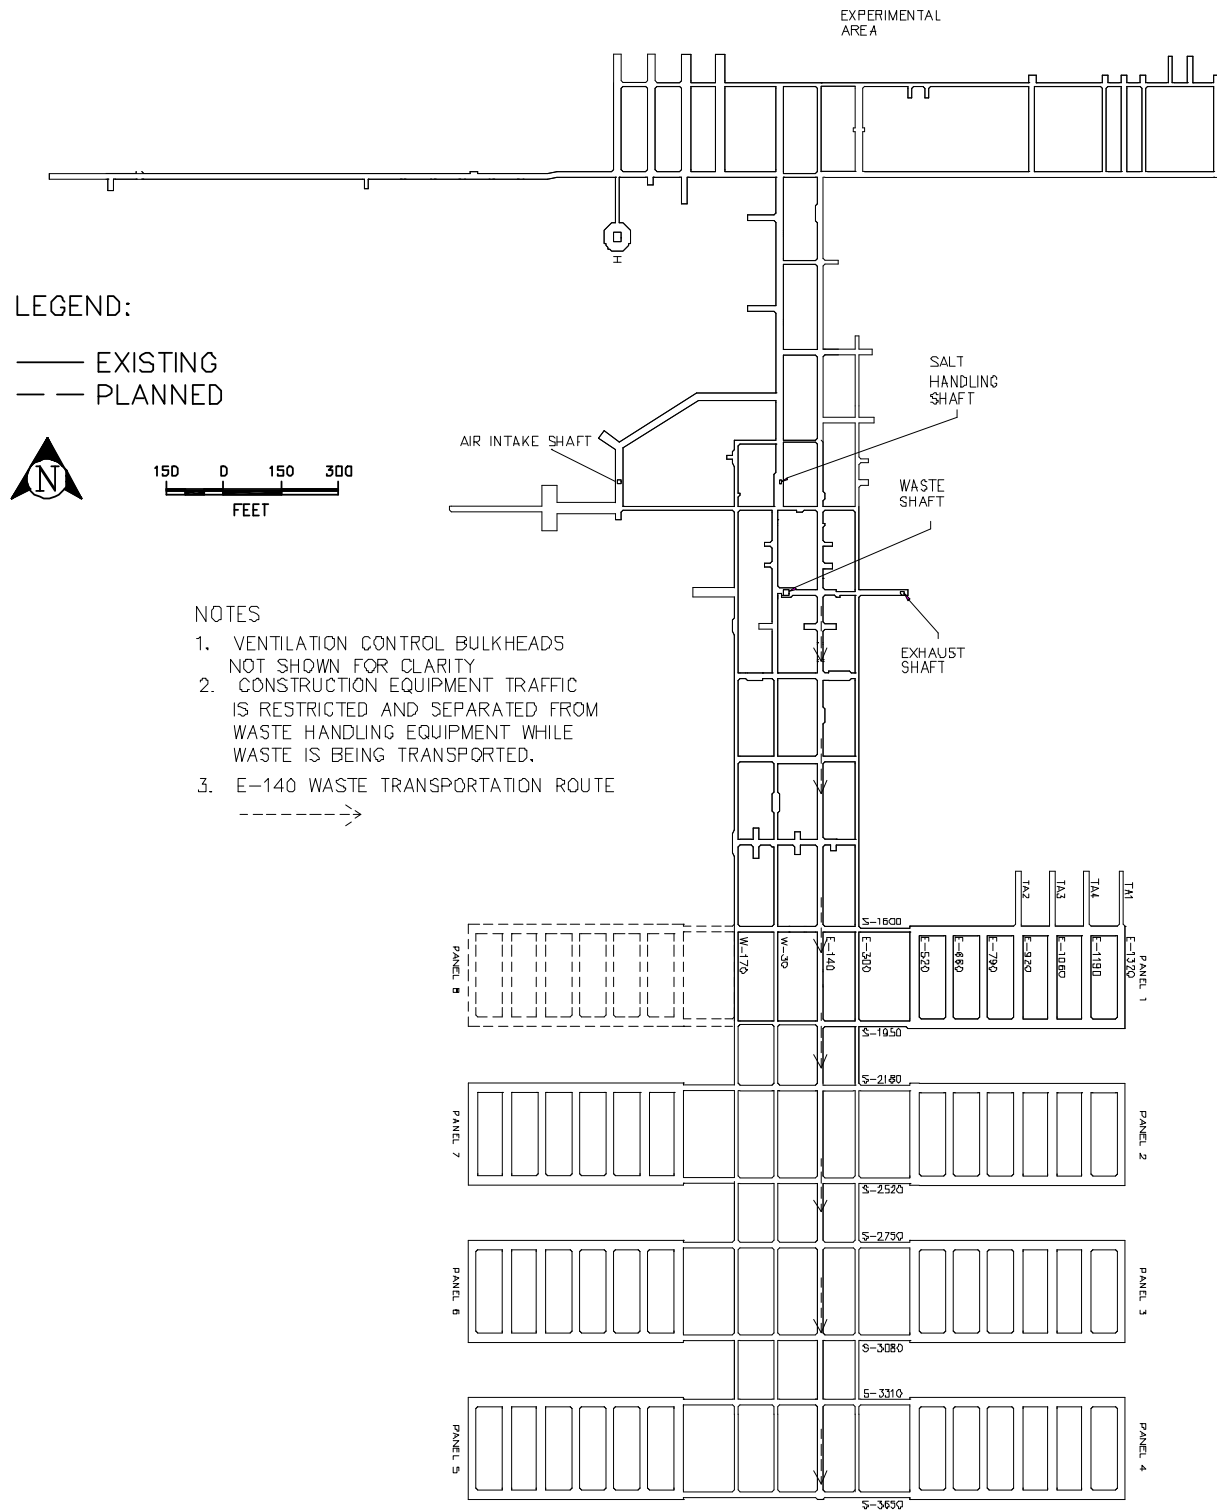 EXPERIMENTAL
AREA
LEGEND:
EXISTING
PLANNED
SALT
HANDLING
SHAFT
AIR INTAKE SHAFT
N
150 0 150 300
FEET
WASTE
SHAFT
NOTES
1. VENTILATION CONTROL BULKHEADS
NOT SHOWN FOR CLARITY
2. CONSTRUCTION EQUIPMENT TRAFFIC
IS RESTRICTED AND SEPARATED FROM
WASTE HANDLING EQUIPMENT WHILE
WASTE IS BEING TRANSPORTED.
3. E-140 WASTE TRANSPORTATION ROUTE
EXHAUST
SHAFT
TA2
TA3
TA4
TA1
S-1600
PANEL 8
W-170
W-30
E-140
E-300
E-520
E-660
E-790
E-920
E-1060
E-1190
E-1320
PANEL 1
S-1950
S-2180
PANEL 7
PANEL 2
S-2520
S-2750
PANEL 6
PANEL 3
S-3080
S-3310
PANEL 5
PANEL 4
S-3650